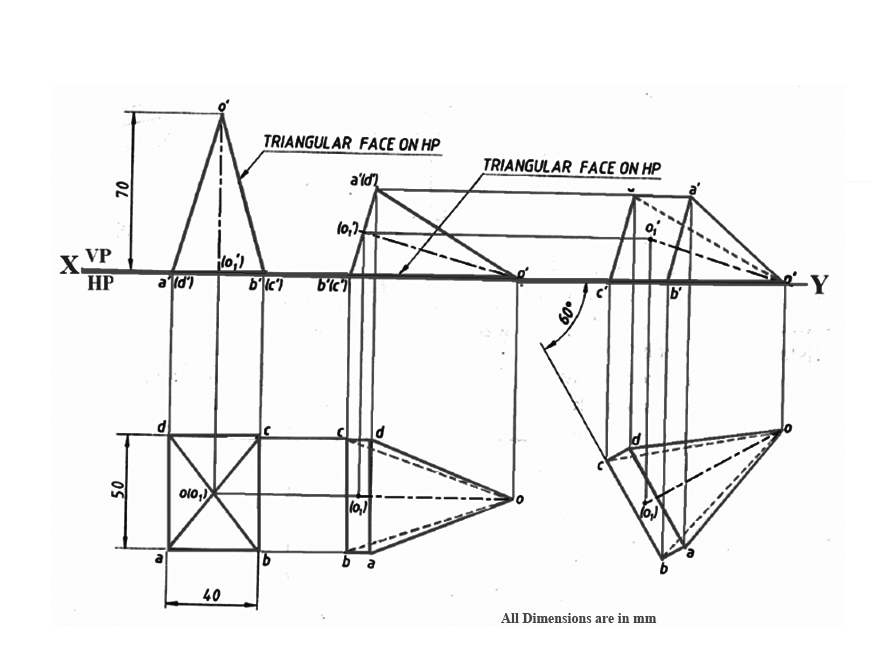 o'
TRIANGULAR FACE ON HP
70
TRIANGULAR FACE ON HP
a'(d')
a'
(o₁')
o₁'
X VP
HP
(o₁')
o'
o'
Y
a'(d')
b'(c')
b'(c')
c'
b'
60°
d
c
c
d
d
o
c
50
o(o₁)
(o₁)
o
(o₁)
a
b
b
a
b
a
40
All Dimensions are in mm